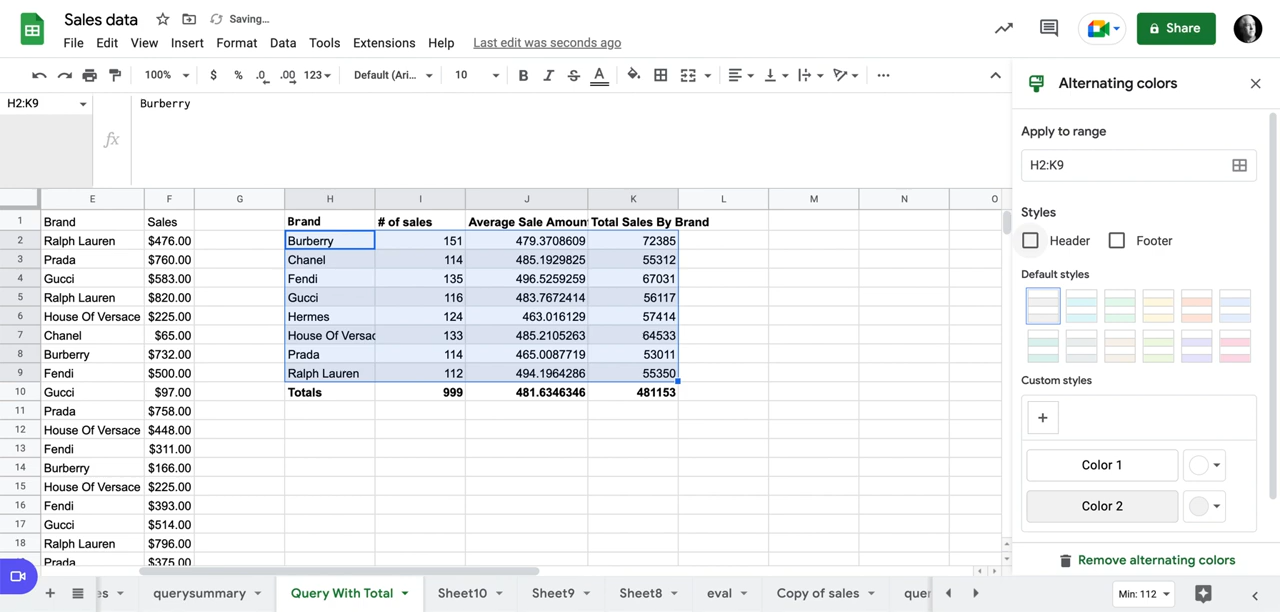 Sales data Saving...
File Edit View Insert Format Data Tools Extensions Help Last edit was seconds ago
Share
100% $ % .0 .00 123 Default (Ari... 10 B I S A
Alternating colors
H2:K9 fx Burberry
Apply to range
H2:K9
Styles
Header Footer
Default styles
Custom styles
+
Color 1
Color 2
Remove alternating colors
E F G H I J K L M N O
1 Brand Sales Brand # of sales Average Sale Amoun Total Sales By Brand
2 Ralph Lauren $476.00 Burberry 151 479.3708609 72385
3 Prada $760.00 Chanel 114 485.1929825 55312
4 Gucci $583.00 Fendi 135 496.5259259 67031
5 Ralph Lauren $820.00 Gucci 116 483.7672414 56117
6 House Of Versace $225.00 Hermes 124 463.016129 57414
7 Chanel $65.00 House Of Versac 133 485.2105263 64533
8 Burberry $732.00 Prada 114 465.0087719 53011
9 Fendi $500.00 Ralph Lauren 112 494.1964286 55350
10 Gucci $97.00 Totals 999 481.6346346 481153
11 Prada $758.00
12 House Of Versace $448.00
13 Fendi $311.00
14 Burberry $166.00
15 House Of Versace $225.00
16 Fendi $393.00
17 Gucci $514.00
18 Ralph Lauren $796.00
Prada $375.00
+ es querysummary Query With Total Sheet10 Sheet9 Sheet8 eval Copy of sales quer Min: 112